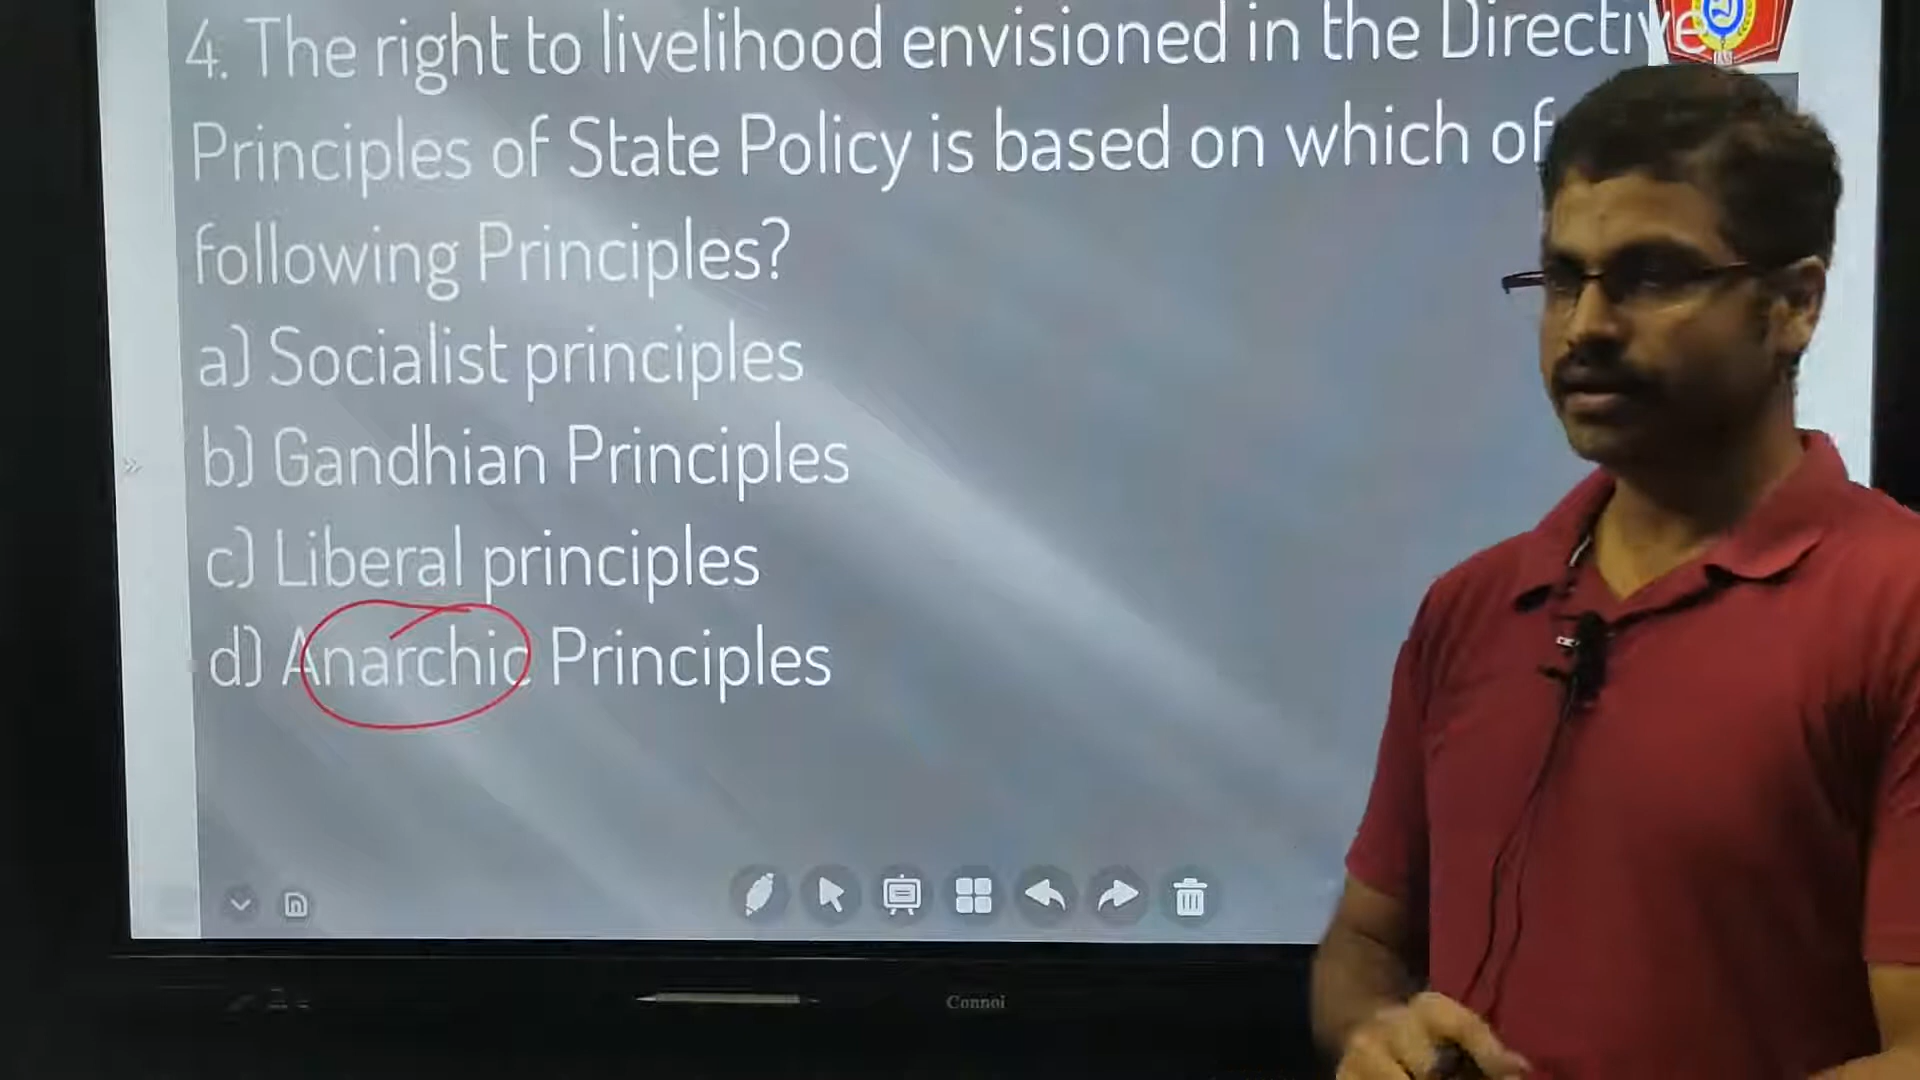 4. The right to livelihood envisioned in the Directive
Principles of State Policy is based on which of
following Principles?
a) Socialist principles
b) Gandhian Principles
c) Liberal principles
d) Anarchic Principles
Connoi